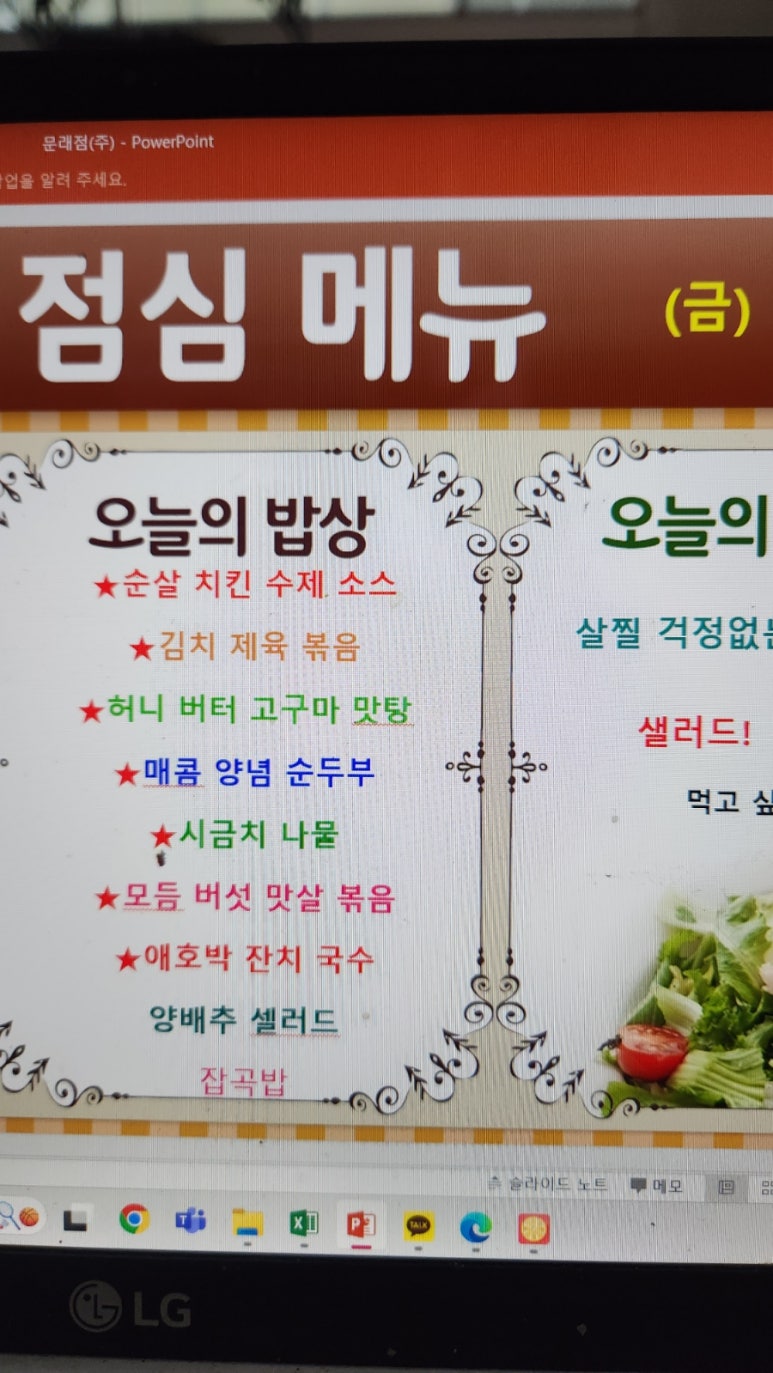 문래점(주) - PowerPoint
업을 알려 주세요.
점심 메뉴 (금)
오늘의 밥상
★순살 치킨 수제 소스
★김치 제육 볶음
★허니 버터 고구마 맛탕
★매콤 양념 순두부
★시금치 나물
★모듬 버섯 맛살 볶음
★애호박 잔치 국수
양배추 셀러드
잡곡밥
오늘의
살찔 걱정없는
샐러드!
먹고 싶
슬라이드 노트 메모
TALK
LG